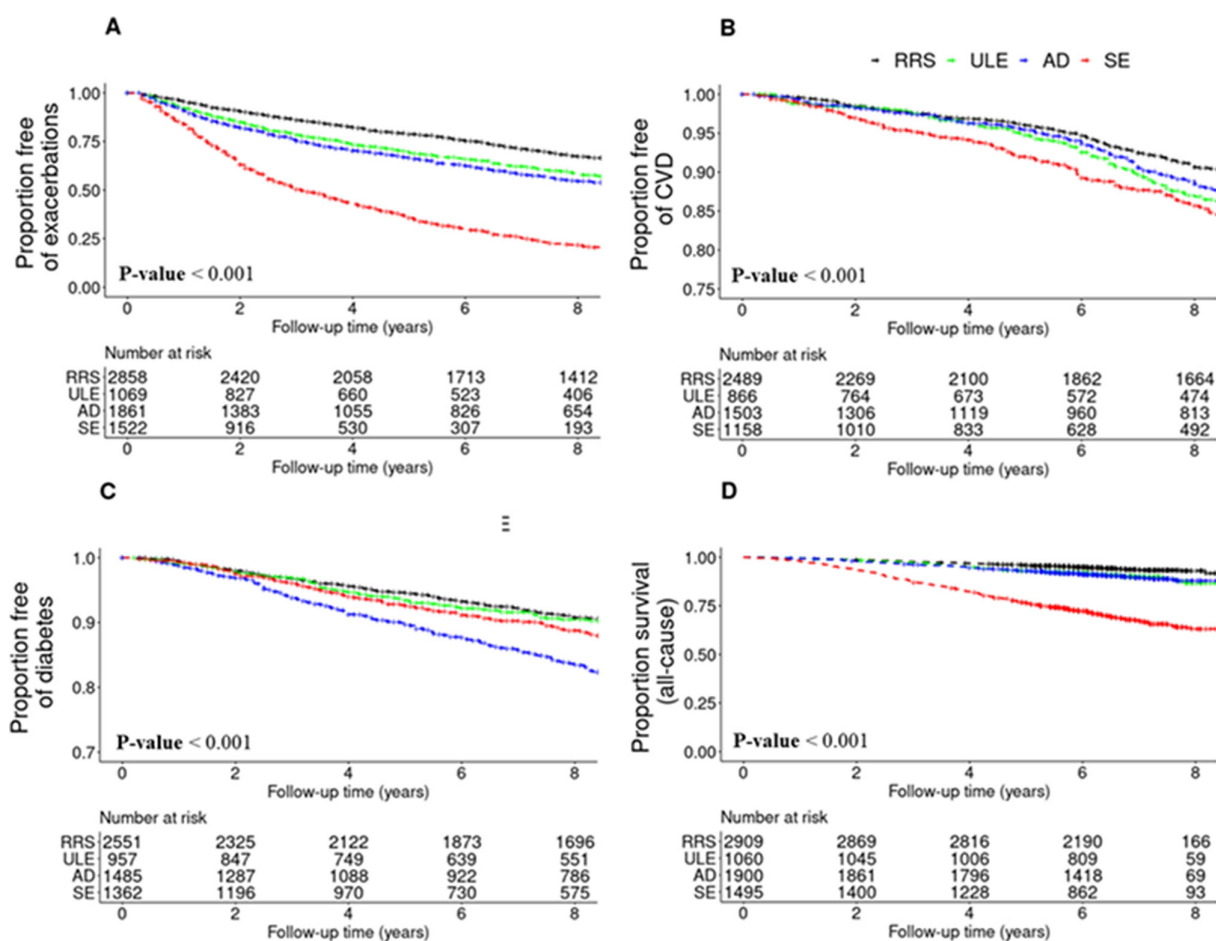 A
Proportion free
of exacerbations
1.00
0.75
0.50
0.25
0.00
P-value < 0.001
0 2 4 6 8
Follow-up time (years)
Number at risk
RRS 2858 2420 2058 1713 1412
ULE 1069 827 660 523 406
AD 1861 1383 1055 826 654
SE 1522 916 530 307 193
0 2 4 6 8
Follow-up time (years)
B
RRS ULE AD SE
Proportion free
of CVD
1.00
0.95
0.90
0.85
0.80
0.75
P-value < 0.001
0 2 4 6 8
Follow-up time (years)
Number at risk
RRS 2489 2269 2100 1862 1664
ULE 866 764 673 572 474
AD 1503 1306 1119 960 813
SE 1158 1010 833 628 492
0 2 4 6 8
Follow-up time (years)
C
Proportion free
of diabetes
1.0
0.9
0.8
0.7
P-value < 0.001
0 2 4 6 8
Follow-up time (years)
Number at risk
RRS 2551 2325 2122 1873 1696
ULE 957 847 749 639 551
AD 1485 1287 1088 922 786
SE 1362 1196 970 730 575
0 2 4 6 8
Follow-up time (years)
D
Proportion survival
(all-cause)
1.00
0.75
0.50
0.25
0.00
P-value < 0.001
0 2 4 6 8
Follow-up time (years)
Number at risk
RRS 2909 2869 2816 2190 166
ULE 1060 1045 1006 809 59
AD 1900 1861 1796 1418 69
SE 1495 1400 1228 862 93
0 2 4 6 8
Follow-up time (years)